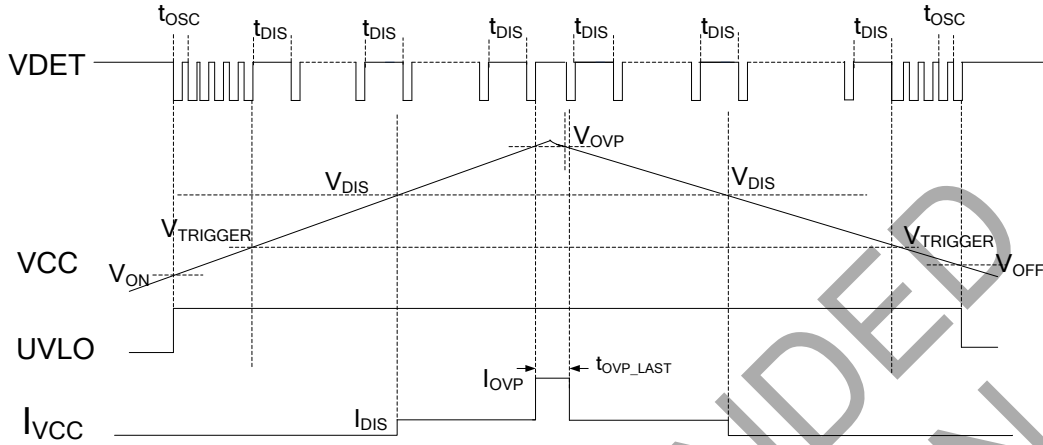 tOSC tDIS tDIS tDIS tDIS tDIS tDIS tOSC
VDET
VOVP
VDIS VDIS
VTRIGGER VTRIGGER
VCC VON VOFF
UVLO
IOVP tOVP_LAST
IVCC IDIS